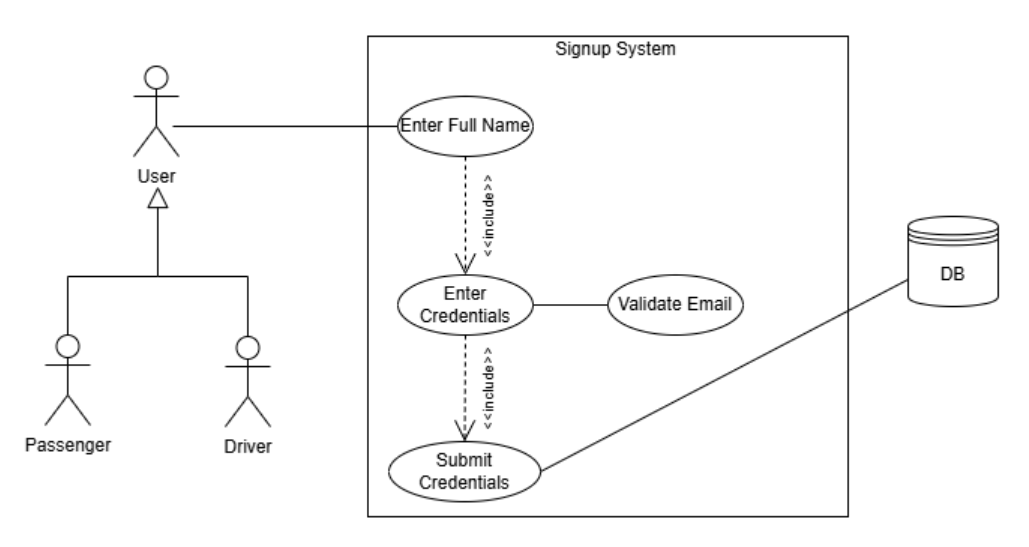 Signup System
Enter Full Name
User
<<include>>
DB
Enter
Credentials
Validate Email
<<include>>
Passenger
Driver
Submit
Credentials